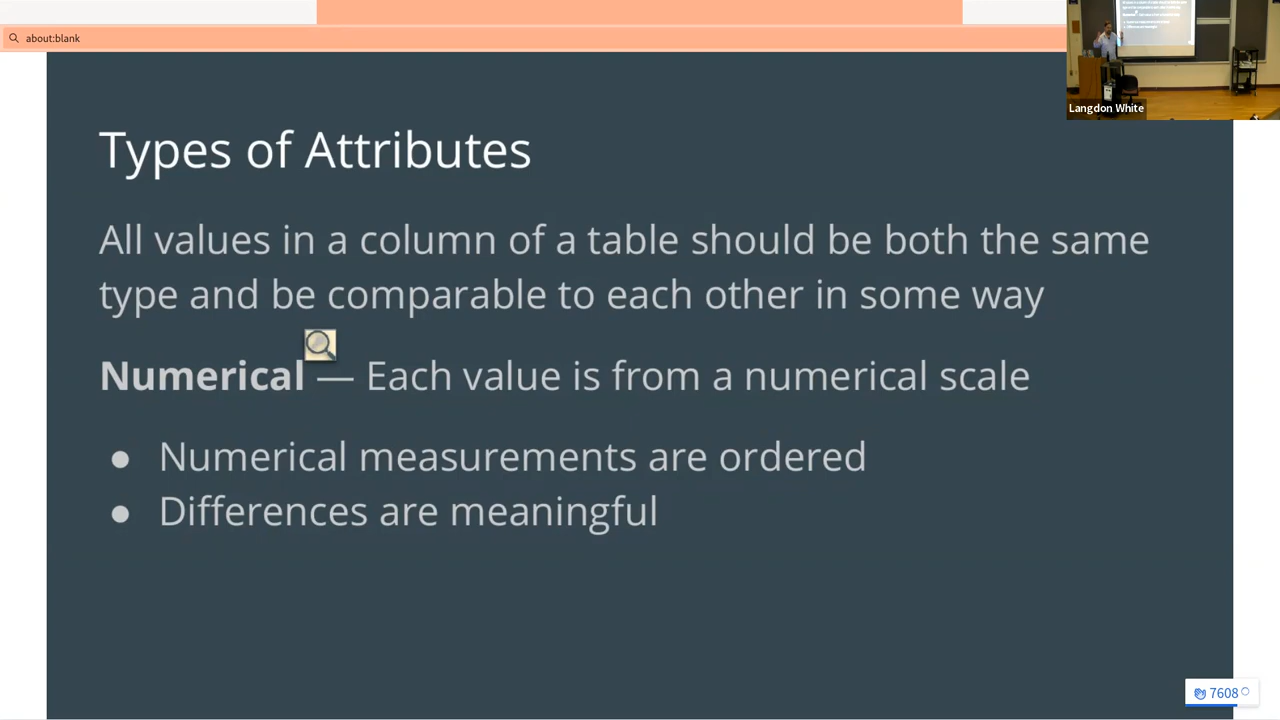 about:blank
Langdon White
Types of Attributes
All values in a column of a table should be both the same
type and be comparable to each other in some way
Numerical — Each value is from a numerical scale
● Numerical measurements are ordered
● Differences are meaningful
7608